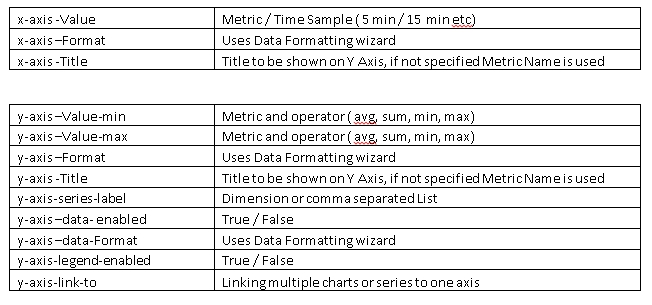 x-axis -Value Metric / Time Sample ( 5 min / 15 min etc)
x-axis –Format Uses Data Formatting wizard
x-axis -Title Title to be shown on Y Axis, if not specified Metric Name is used
y-axis –Value-min Metric and operator ( avg, sum, min, max)
y-axis –Value-max Metric and operator ( avg, sum, min, max)
y-axis –Format Uses Data Formatting wizard
y-axis -Title Title to be shown on Y Axis, if not specified Metric Name is used
y-axis-series-label Dimension or comma separated List
y-axis –data- enabled True / False
y-axis –data-Format Uses Data Formatting wizard
y-axis-legend-enabled True / False
y-axis-link-to Linking multiple charts or series to one axis